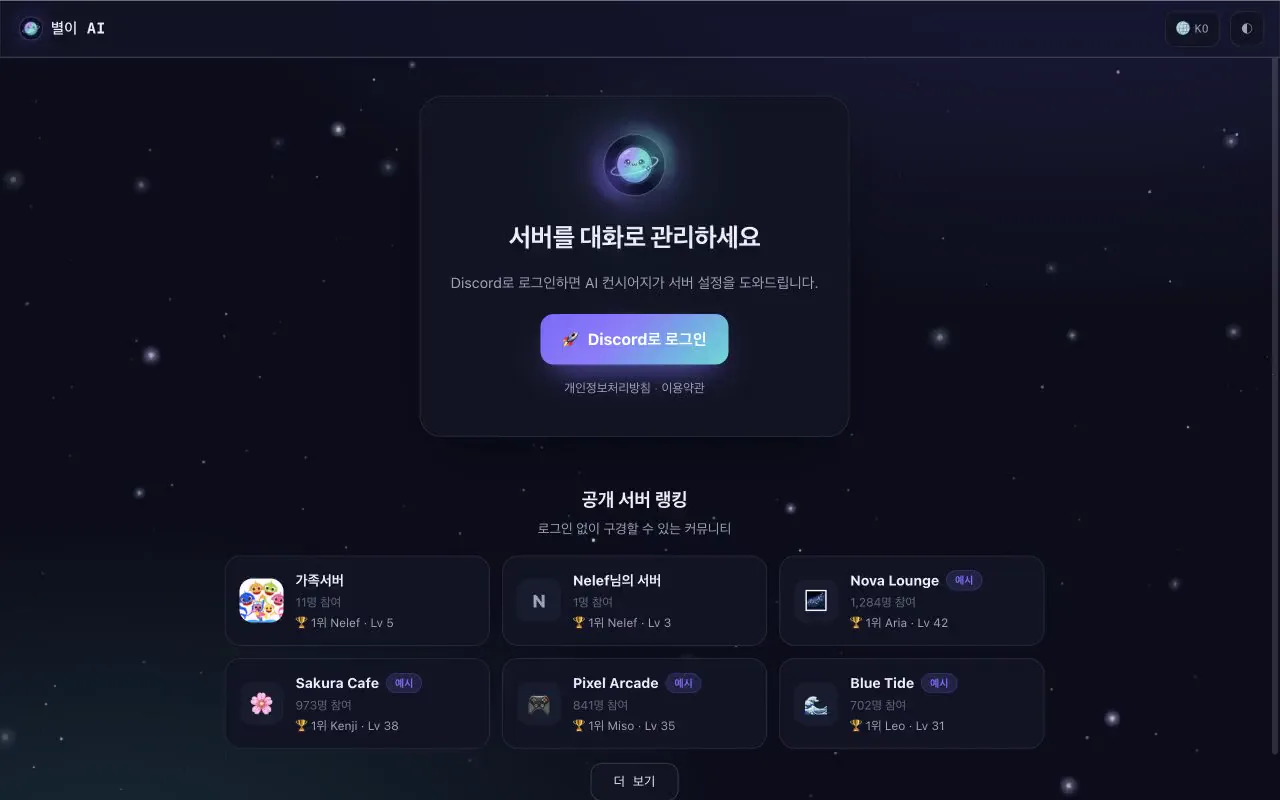 별이 AI
🌐 KO
서버를 대화로 관리하세요
Discord로 로그인하면 AI 컨시어지가 서버 설정을 도와드립니다.
🚀 Discord로 로그인
개인정보처리방침 · 이용약관
공개 서버 랭킹
로그인 없이 구경할 수 있는 커뮤니티
가족서버
11명 참여
🏆 1위 Nelef · Lv 5
N
Nelef님의 서버
1명 참여
🏆 1위 Nelef · Lv 3
Nova Lounge 예시
1,284명 참여
🏆 1위 Aria · Lv 42
Sakura Cafe 예시
973명 참여
🏆 1위 Kenji · Lv 38
Pixel Arcade 예시
841명 참여
🏆 1위 Miso · Lv 35
Blue Tide 예시
702명 참여
🏆 1위 Leo · Lv 31
더 보기